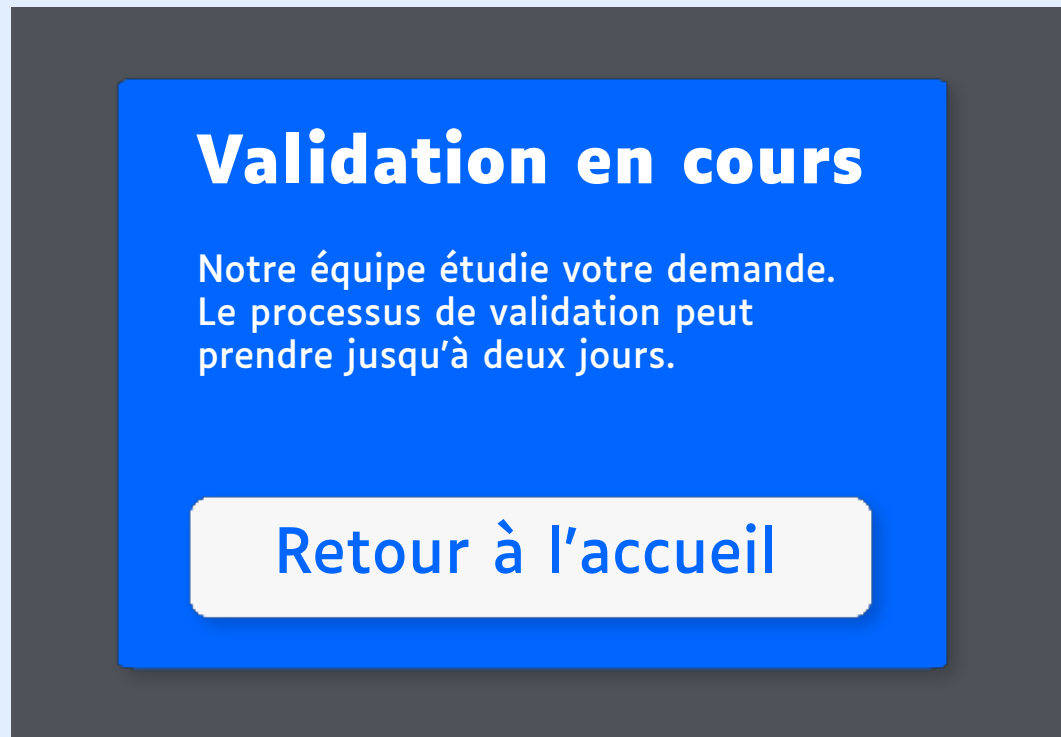 Validation en cours
Notre équipe étudie votre demande.
Le processus de validation peut
prendre jusqu’à deux jours.
Retour à l’accueil